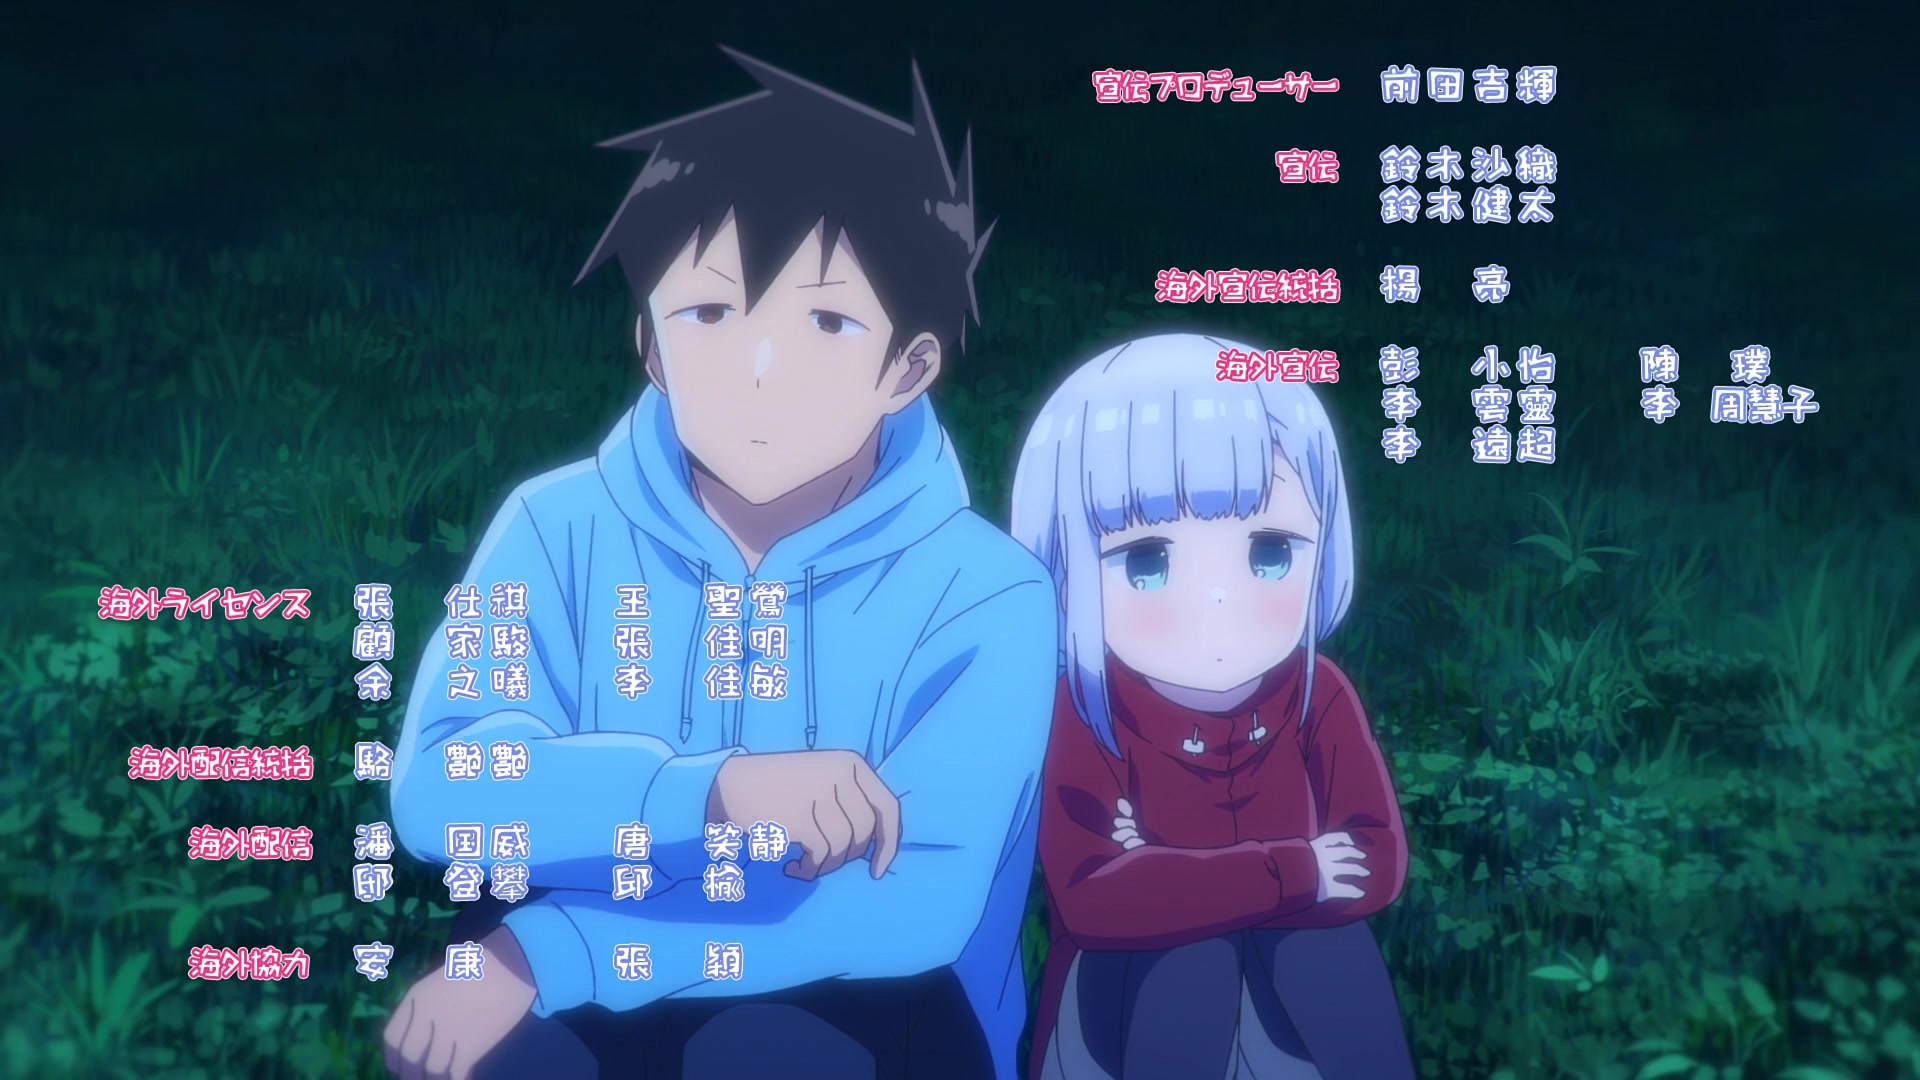 宣伝プロデューサー 前田吉輝
宣伝 鈴木沙織
鈴木健太
海外宣伝統括 楊 亮
海外宣伝 彭 小怡 陳 璞
李 雲靈 李 周慧子
李 遠超
海外ライセンス 張 仕祺 王 聖鶯
顧 家駿 張 佳明
余 之曦 李 佳敏
海外配信統括 駱 艷艷
海外配信 潘 国威 唐 笑静
邸 登攀 邱 揄
海外協力 安 康 張 穎